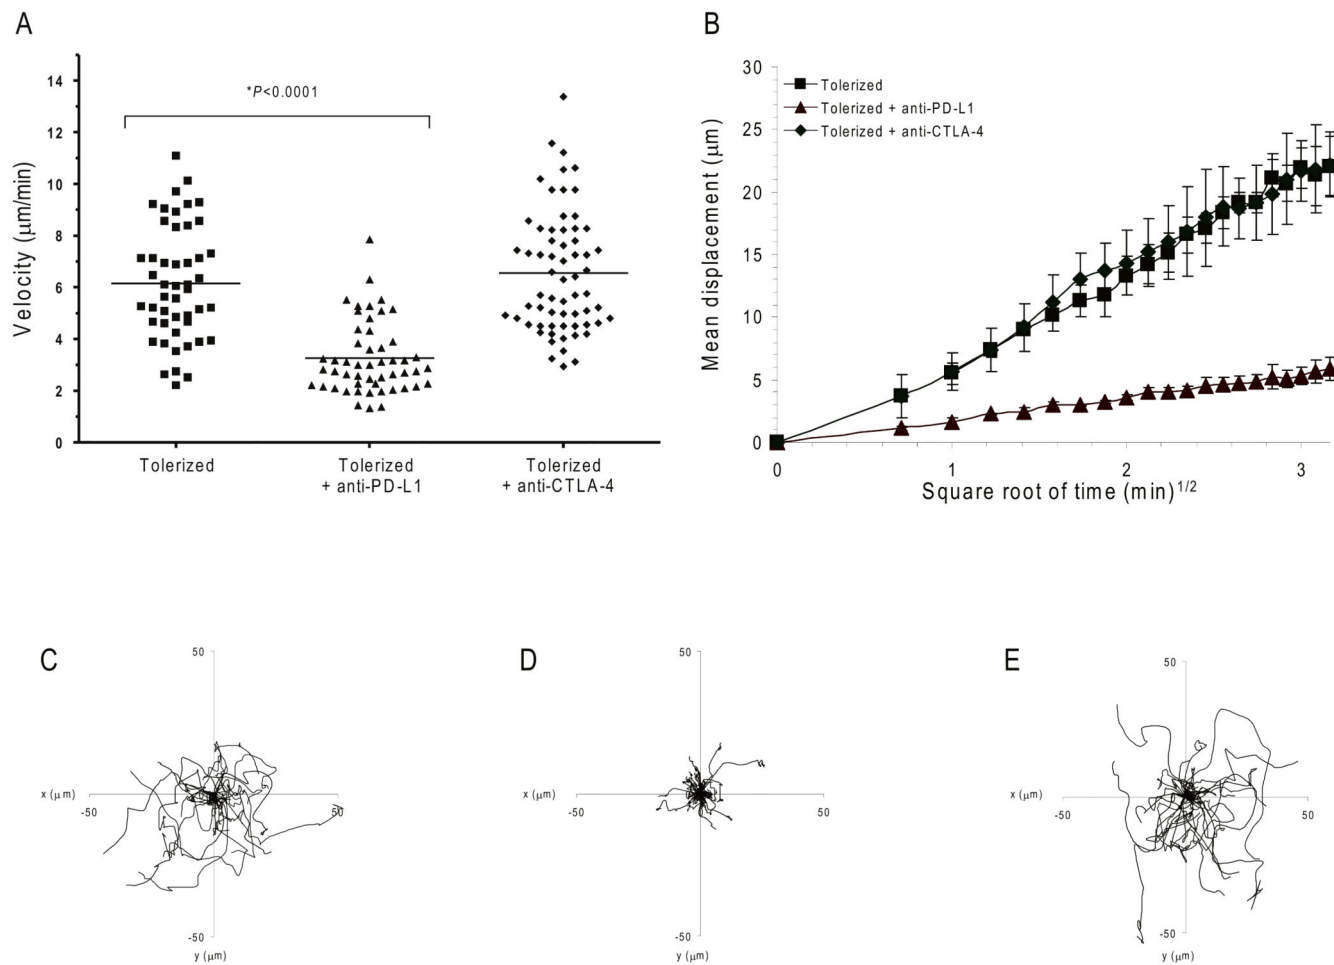 A
Velocity (μm/min)
14
12
10
8
6
4
2
0
*P<0.0001
Tolerized
Tolerized
+ anti-PD-L1
Tolerized
+ anti-CTLA-4
B
Mean displacement (μm)
30
25
20
15
10
5
0
Tolerized
Tolerized + anti-PD-L1
Tolerized + anti-CTLA-4
0 1 2 3
Square root of time (min)1/2
C
50
x (μm)
-50
50
-50
y (μm)
D
50
x (μm)
-50
50
-50
y (μm)
E
50
x (μm)
-50
50
-50
y (μm)